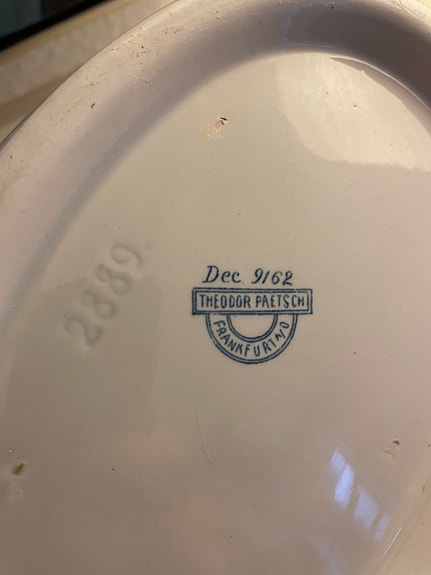 2889
Dec. 9162
THEODOR PAETSCH
FRANKFURT A/O